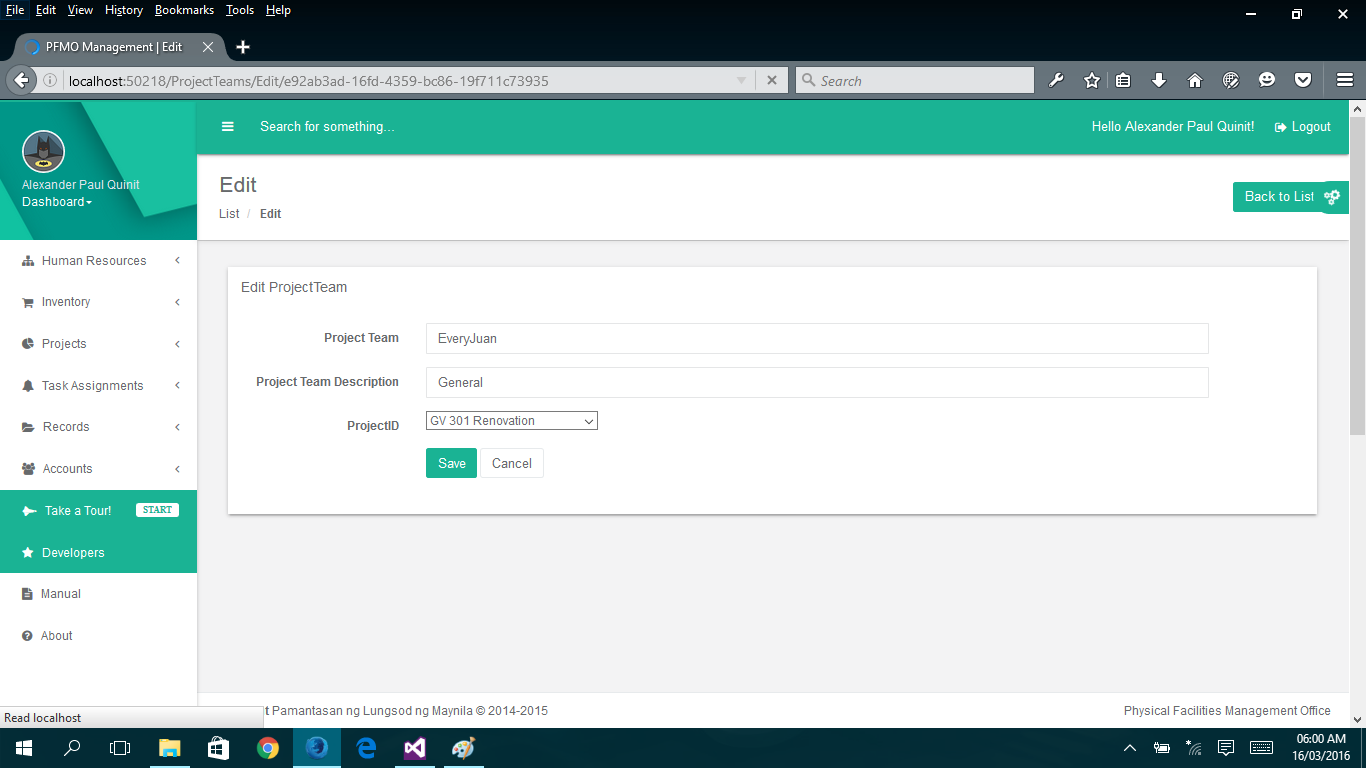 File Edit View History Bookmarks Tools Help
PFMO Management | Edit
localhost:50218/ProjectTeams/Edit/e92ab3ad-16fd-4359-bc86-19f711c73935
Search
Search for something...
Hello Alexander Paul Quinit!
Logout
Alexander Paul Quinit
Dashboard
Edit
List / Edit
Back to List
Human Resources
Inventory
Projects
Task Assignments
Records
Accounts
Take a Tour! START
Developers
Manual
About
Edit ProjectTeam
Project Team EveryJuan
Project Team Description General
ProjectID GV 301 Renovation
Save Cancel
t Pamantasan ng Lungsod ng Maynila © 2014-2015
Physical Facilities Management Office
Read localhost
06:00 AM
16/03/2016